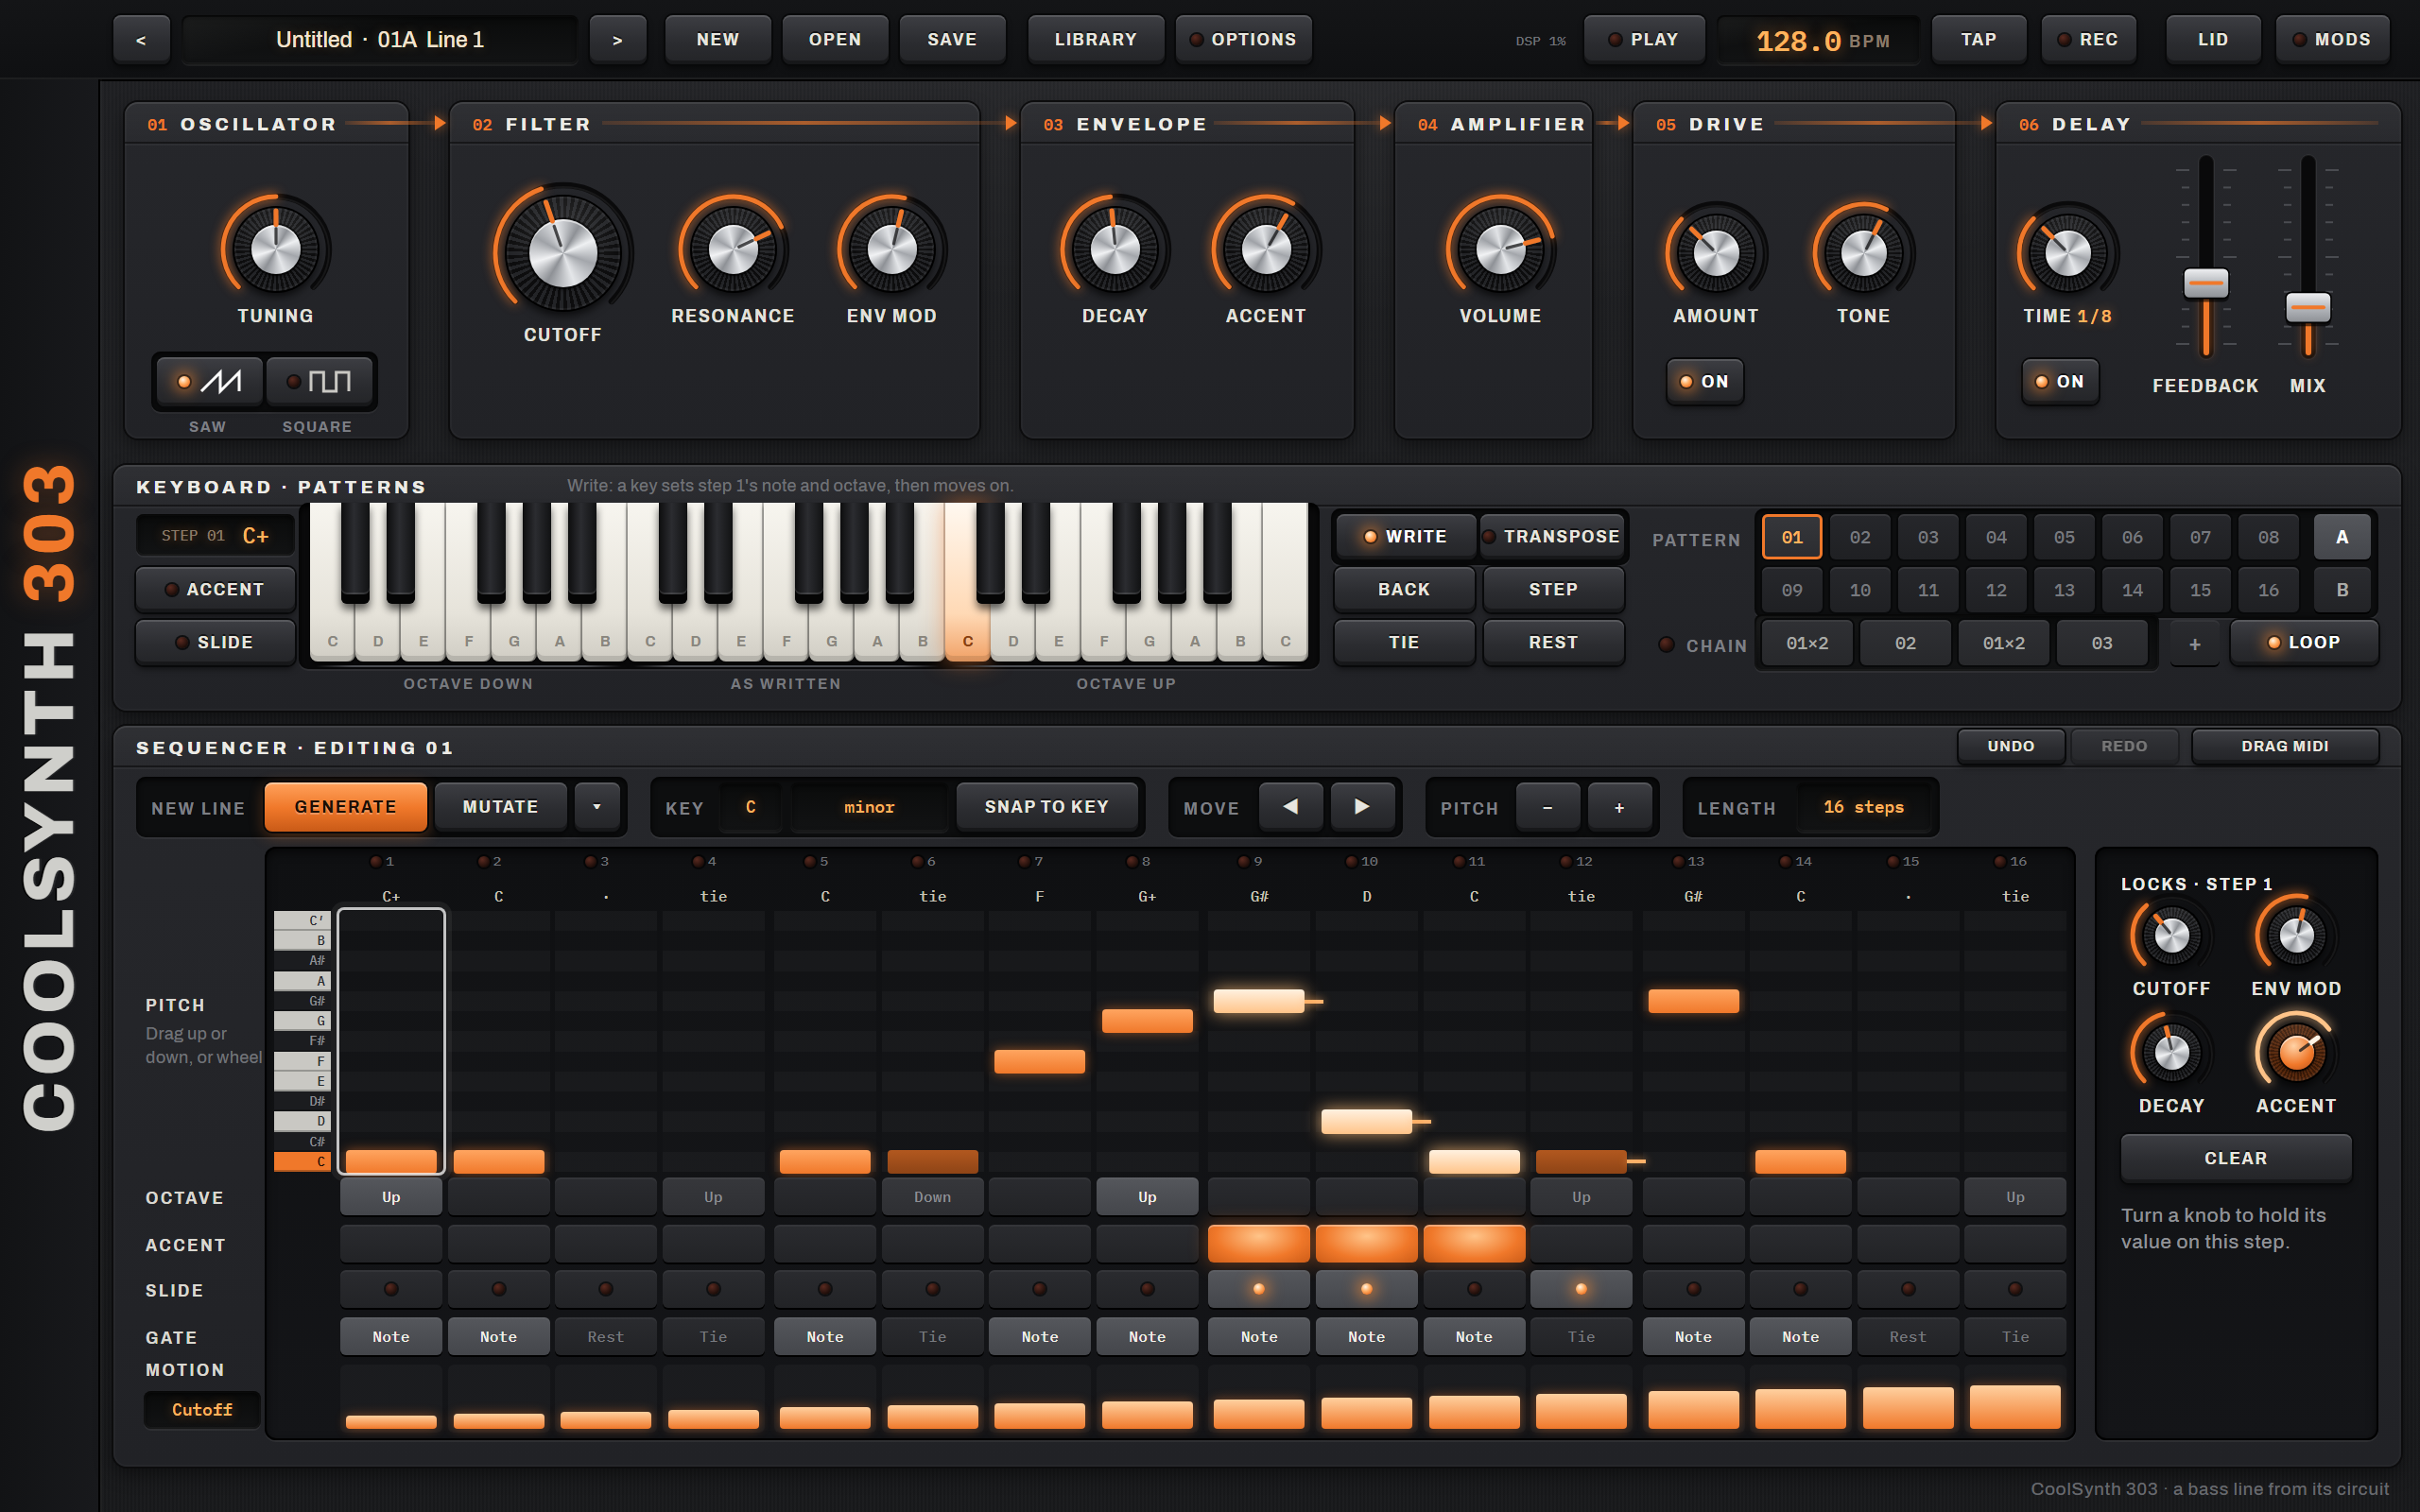 < Untitled · 01A Line 1 > NEW OPEN SAVE LIBRARY OPTIONS DSP 1% PLAY 128.0 BPM TAP REC LID MODS
COOLSYNTH 303
01 OSCILLATOR 02 FILTER 03 ENVELOPE 04 AMPLIFIER 05 DRIVE 06 DELAY
TUNING CUTOFF RESONANCE ENV MOD DECAY ACCENT VOLUME AMOUNT TONE TIME 1/8
ON ON FEEDBACK MIX
SAW SQUARE
KEYBOARD · PATTERNS Write: a key sets step 1's note and octave, then moves on.
STEP 01 C+ WRITE TRANSPOSE PATTERN 01 02 03 04 05 06 07 08 A
ACCENT BACK STEP 09 10 11 12 13 14 15 16 B
SLIDE C D E F G A B C D E F G A B C D E F G A B C TIE REST CHAIN 01×2 02 01×2 03 + LOOP
OCTAVE DOWN AS WRITTEN OCTAVE UP
SEQUENCER · EDITING 01 UNDO REDO DRAG MIDI
NEW LINE GENERATE MUTATE KEY C minor SNAP TO KEY MOVE PITCH − + LENGTH 16 steps
1 2 3 4 5 6 7 8 9 10 11 12 13 14 15 16
C+ C · tie C tie F G+ G# D C tie G# C · tie
C'
B
A#
A
G#
G
F#
F
E
D#
D
C#
C
PITCH
Drag up or
down, or wheel
OCTAVE Up Up Down Up Up Up
ACCENT
SLIDE
GATE Note Note Rest Tie Note Tie Note Note Note Note Note Tie Note Note Rest Tie
MOTION
Cutoff
LOCKS · STEP 1
CUTOFF ENV MOD
DECAY ACCENT
CLEAR
Turn a knob to hold its
value on this step.
CoolSynth 303 · a bass line from its circuit